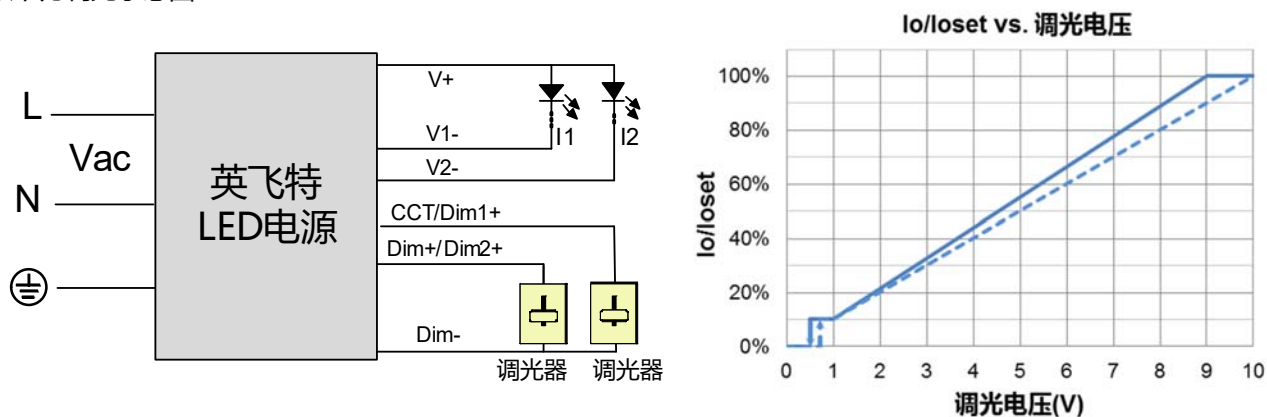 L
Vac
N
英飞特
LED电源
V+
V1-
I1
I2
V2-
CCT/Dim1+
Dim+/Dim2+
Dim-
调光器
调光器
Io/Ioset vs. 调光电压
100%
80%
60%
40%
20%
0%
Io/Ioset
0 1 2 3 4 5 6 7 8 9 10
调光电压(V)